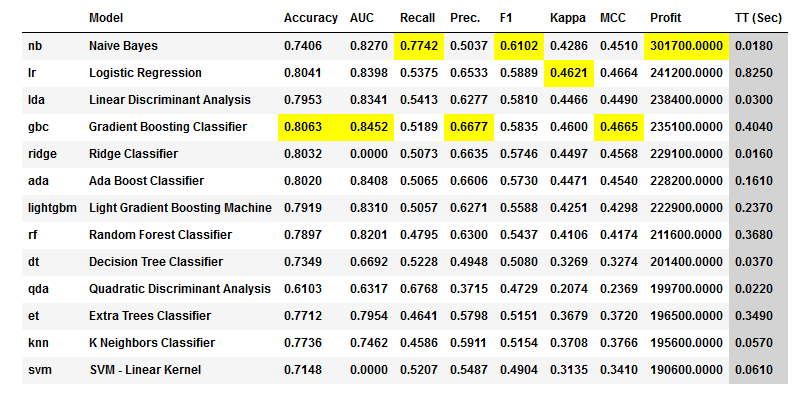 Model Accuracy AUC Recall Prec. F1 Kappa MCC Profit TT (Sec)
nb Naive Bayes 0.7406 0.8270 0.7742 0.5037 0.6102 0.4286 0.4510 301700.0000 0.0180
lr Logistic Regression 0.8041 0.8398 0.5375 0.6533 0.5889 0.4621 0.4664 241200.0000 0.8250
lda Linear Discriminant Analysis 0.7953 0.8341 0.5413 0.6277 0.5810 0.4466 0.4490 238400.0000 0.0300
gbc Gradient Boosting Classifier 0.8063 0.8452 0.5189 0.6677 0.5835 0.4600 0.4665 235100.0000 0.4040
ridge Ridge Classifier 0.8032 0.0000 0.5073 0.6635 0.5746 0.4497 0.4568 229100.0000 0.0160
ada Ada Boost Classifier 0.8020 0.8408 0.5065 0.6606 0.5730 0.4471 0.4540 228200.0000 0.1610
lightgbm Light Gradient Boosting Machine 0.7919 0.8310 0.5057 0.6271 0.5588 0.4251 0.4298 222900.0000 0.2370
rf Random Forest Classifier 0.7897 0.8201 0.4795 0.6300 0.5437 0.4106 0.4174 211600.0000 0.3680
dt Decision Tree Classifier 0.7349 0.6692 0.5228 0.4948 0.5080 0.3269 0.3274 201400.0000 0.0370
qda Quadratic Discriminant Analysis 0.6103 0.6317 0.6768 0.3715 0.4729 0.2074 0.2369 199700.0000 0.0220
et Extra Trees Classifier 0.7712 0.7954 0.4641 0.5798 0.5151 0.3679 0.3720 196500.0000 0.3490
knn K Neighbors Classifier 0.7736 0.7462 0.4586 0.5911 0.5154 0.3708 0.3766 195600.0000 0.0570
svm SVM - Linear Kernel 0.7148 0.0000 0.5207 0.5487 0.4904 0.3135 0.3410 190600.0000 0.0610